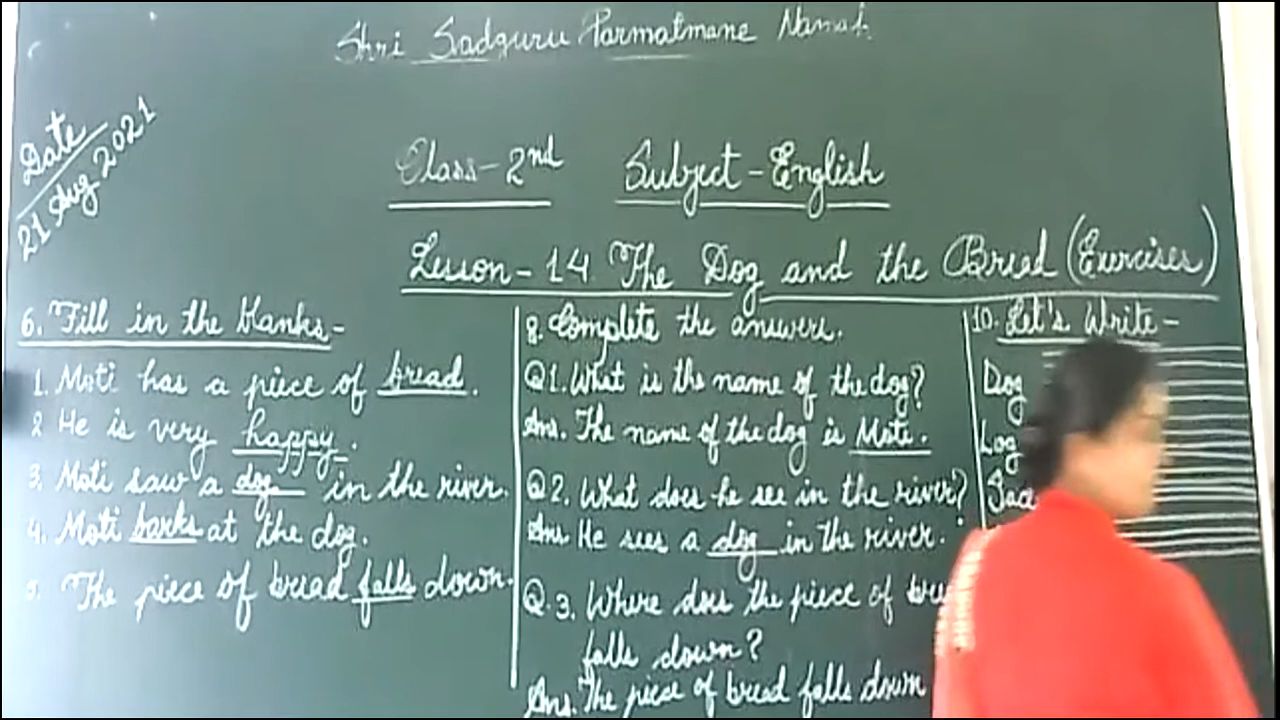 Shri Sadguru Parmatmane Namah
Date
21 Aug 2021
Class - 2nd Subject - English
Lesson - 14 The Dog and the Bread (Exercises)
6. Fill in the blanks -
1. Moti has a piece of bread.
2 He is very happy.
3. Moti saw a dog in the river.
4. Moti barks at the dog.
5. The piece of bread falls down.
8. Complete the answers.
Q1. What is the name of the dog?
Ans. The name of the dog is Moti.
Q2. What does he see in the river?
Ans. He sees a dog in the river.
Q.3. Where does the piece of
falls down?
Ans. The piece of bread falls down
10. Let's Write -
Dog
Log